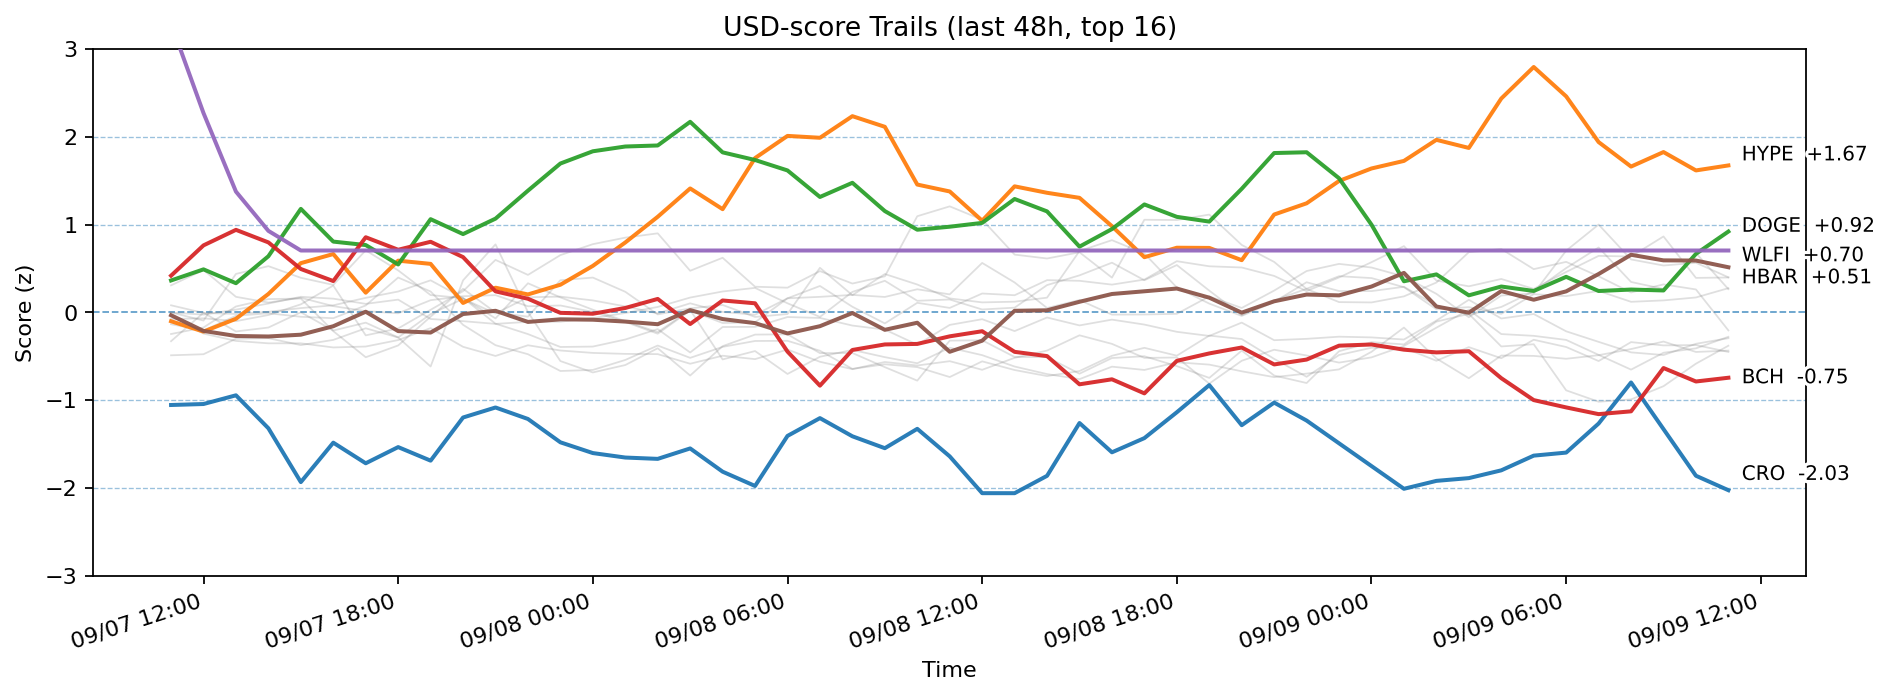 USD-score Trails (last 48h, top 16)
Score (z)
3
2
1
0
−1
−2
−3
HYPE +1.67
DOGE +0.92
WLFI +0.70
HBAR +0.51
BCH -0.75
CRO -2.03
09/07 12:00
09/07 18:00
09/08 00:00
09/08 06:00
09/08 12:00
09/08 18:00
09/09 00:00
09/09 06:00
09/09 12:00
Time